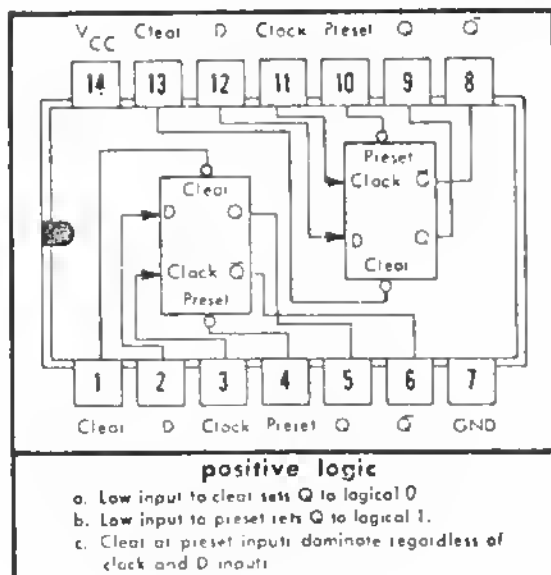 VCC Clear D Clock Preset Q Q̄
14 13 12 11 10 9 8
Preset
Clock Q̄
D Q
Clear
Clear
D Q
Clock Q̄
Preset
1 2 3 4 5 6 7
Clear D Clock Preset Q Q̄ GND
positive logic
a. Low input to clear sets Q to logical 0
b. Low input to preset sets Q to logical 1.
c. Clear or preset inputs dominate regardless of
clock and D inputs